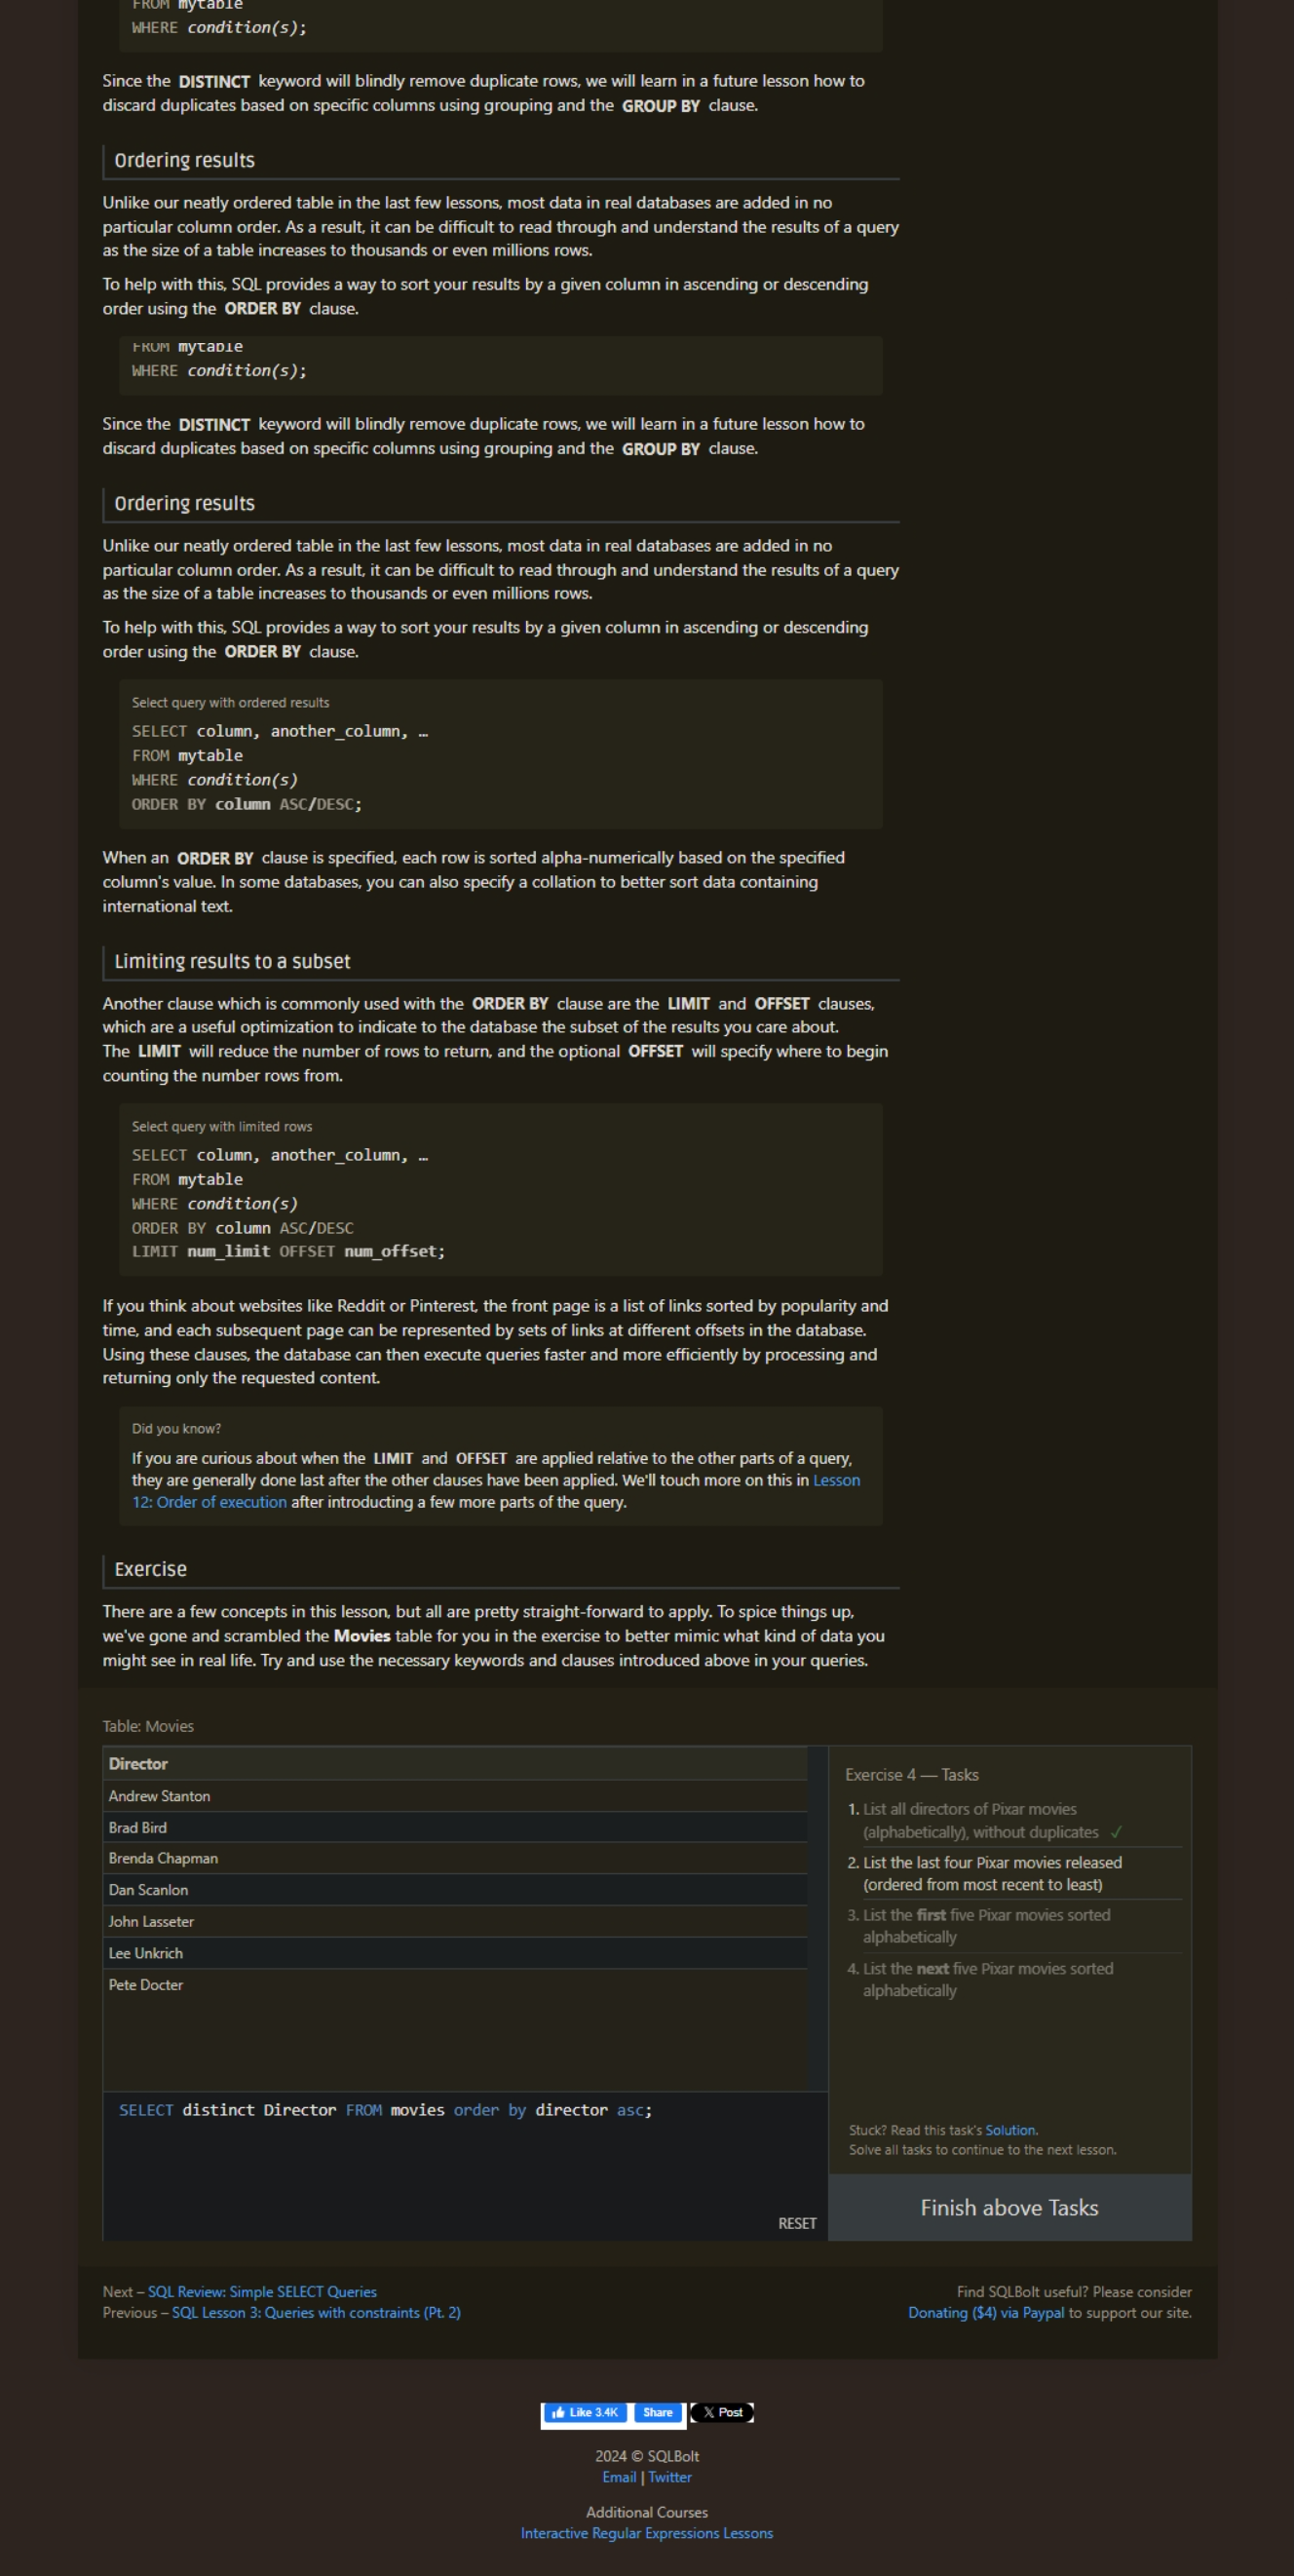 FROM mytable
WHERE condition(s);
Since the DISTINCT keyword will blindly remove duplicate rows, we will learn in a future lesson how to
discard duplicates based on specific columns using grouping and the GROUP BY clause.
Ordering results
Unlike our neatly ordered table in the last few lessons, most data in real databases are added in no
particular column order. As a result, it can be difficult to read through and understand the results of a query
as the size of a table increases to thousands or even millions rows.
To help with this, SQL provides a way to sort your results by a given column in ascending or descending
order using the ORDER BY clause.
FROM mytable
WHERE condition(s);
Since the DISTINCT keyword will blindly remove duplicate rows, we will learn in a future lesson how to
discard duplicates based on specific columns using grouping and the GROUP BY clause.
Ordering results
Unlike our neatly ordered table in the last few lessons, most data in real databases are added in no
particular column order. As a result, it can be difficult to read through and understand the results of a query
as the size of a table increases to thousands or even millions rows.
To help with this, SQL provides a way to sort your results by a given column in ascending or descending
order using the ORDER BY clause.
Select query with ordered results
SELECT column, another_column, …
FROM mytable
WHERE condition(s)
ORDER BY column ASC/DESC;
When an ORDER BY clause is specified, each row is sorted alpha-numerically based on the specified
column's value. In some databases, you can also specify a collation to better sort data containing
international text.
Limiting results to a subset
Another clause which is commonly used with the ORDER BY clause are the LIMIT and OFFSET clauses,
which are a useful optimization to indicate to the database the subset of the results you care about.
The LIMIT will reduce the number of rows to return, and the optional OFFSET will specify where to begin
counting the number rows from.
Select query with limited rows
SELECT column, another_column, …
FROM mytable
WHERE condition(s)
ORDER BY column ASC/DESC
LIMIT num_limit OFFSET num_offset;
If you think about websites like Reddit or Pinterest, the front page is a list of links sorted by popularity and
time, and each subsequent page can be represented by sets of links at different offsets in the database.
Using these clauses, the database can then execute queries faster and more efficiently by processing and
returning only the requested content.
Did you know?
If you are curious about when the LIMIT and OFFSET are applied relative to the other parts of a query,
they are generally done last after the other clauses have been applied. We'll touch more on this in Lesson
12: Order of execution after introducting a few more parts of the query.
Exercise
There are a few concepts in this lesson, but all are pretty straight-forward to apply. To spice things up,
we've gone and scrambled the Movies table for you in the exercise to better mimic what kind of data you
might see in real life. Try and use the necessary keywords and clauses introduced above in your queries.
Table: Movies
Director
Andrew Stanton
Brad Bird
Brenda Chapman
Dan Scanlon
John Lasseter
Lee Unkrich
Pete Docter
SELECT distinct Director FROM movies order by director asc;
RESET
Exercise 4 — Tasks
1. List all directors of Pixar movies
(alphabetically), without duplicates ✓
2. List the last four Pixar movies released
(ordered from most recent to least)
3. List the first five Pixar movies sorted
alphabetically
4. List the next five Pixar movies sorted
alphabetically
Stuck? Read this task's Solution.
Solve all tasks to continue to the next lesson.
Finish above Tasks
Next – SQL Review: Simple SELECT Queries
Previous – SQL Lesson 3: Queries with constraints (Pt. 2)
Find SQLBolt useful? Please consider
Donating ($4) via Paypal to support our site.
Like 3.4K Share X Post
2024 © SQLBolt
Email | Twitter
Additional Courses
Interactive Regular Expressions Lessons